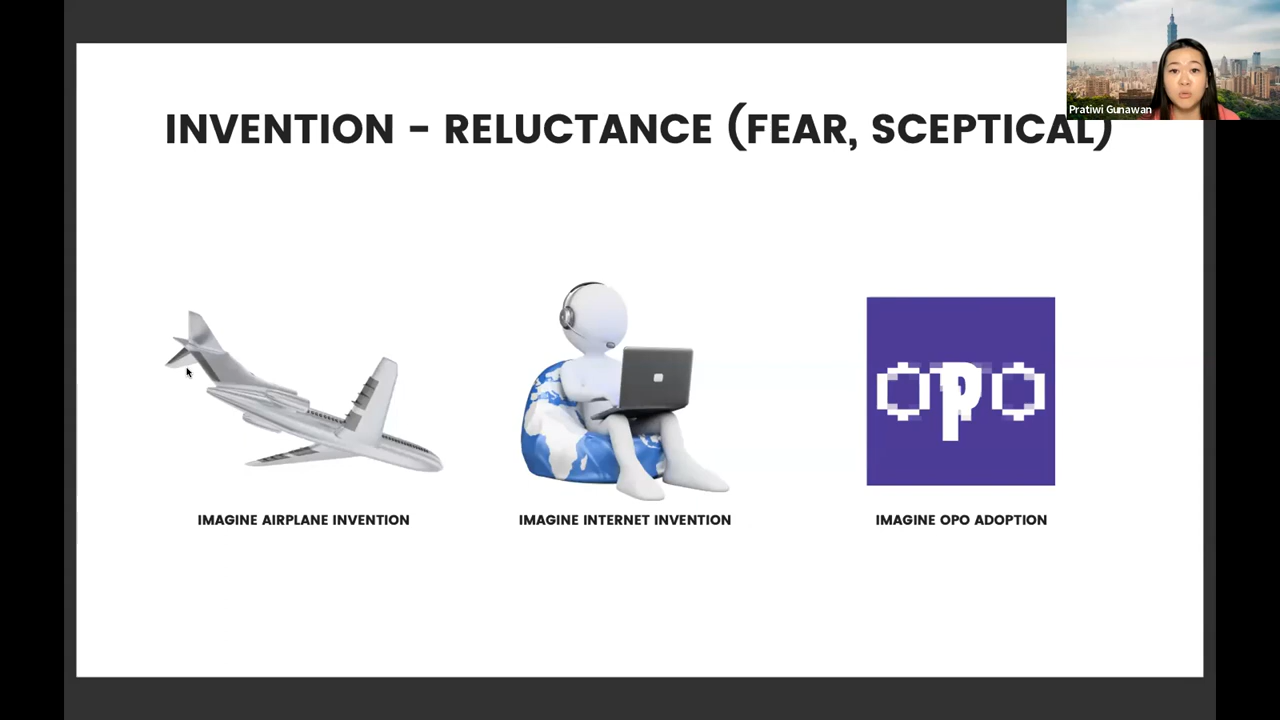 INVENTION - RELUCTANCE (FEAR, SCEPTICAL)
Pratiwi Gunawan
OPO
IMAGINE AIRPLANE INVENTION
IMAGINE INTERNET INVENTION
IMAGINE OPO ADOPTION